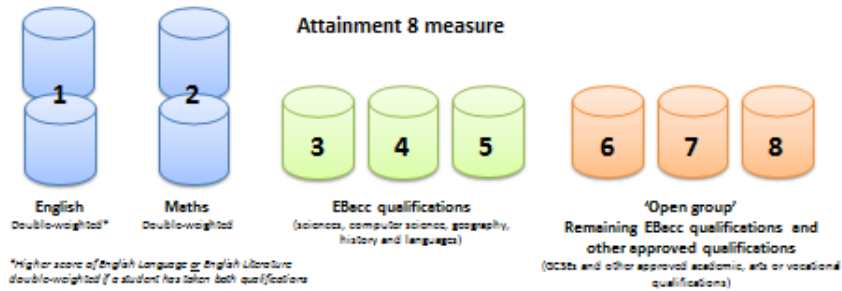 Attainment 8 measure
1
2
3
4
5
6
7
8
English
Double-weighted*
Maths
Double-weighted
EBacc qualifications
(sciences, computer science, geography,
history and languages)
'Open group'
Remaining EBacc qualifications and
other approved qualifications
(GCSEs and other approved academic, arts or vocational
qualifications)
*Higher score of English Language or English Literature
double-weighted if a student has taken both qualifications